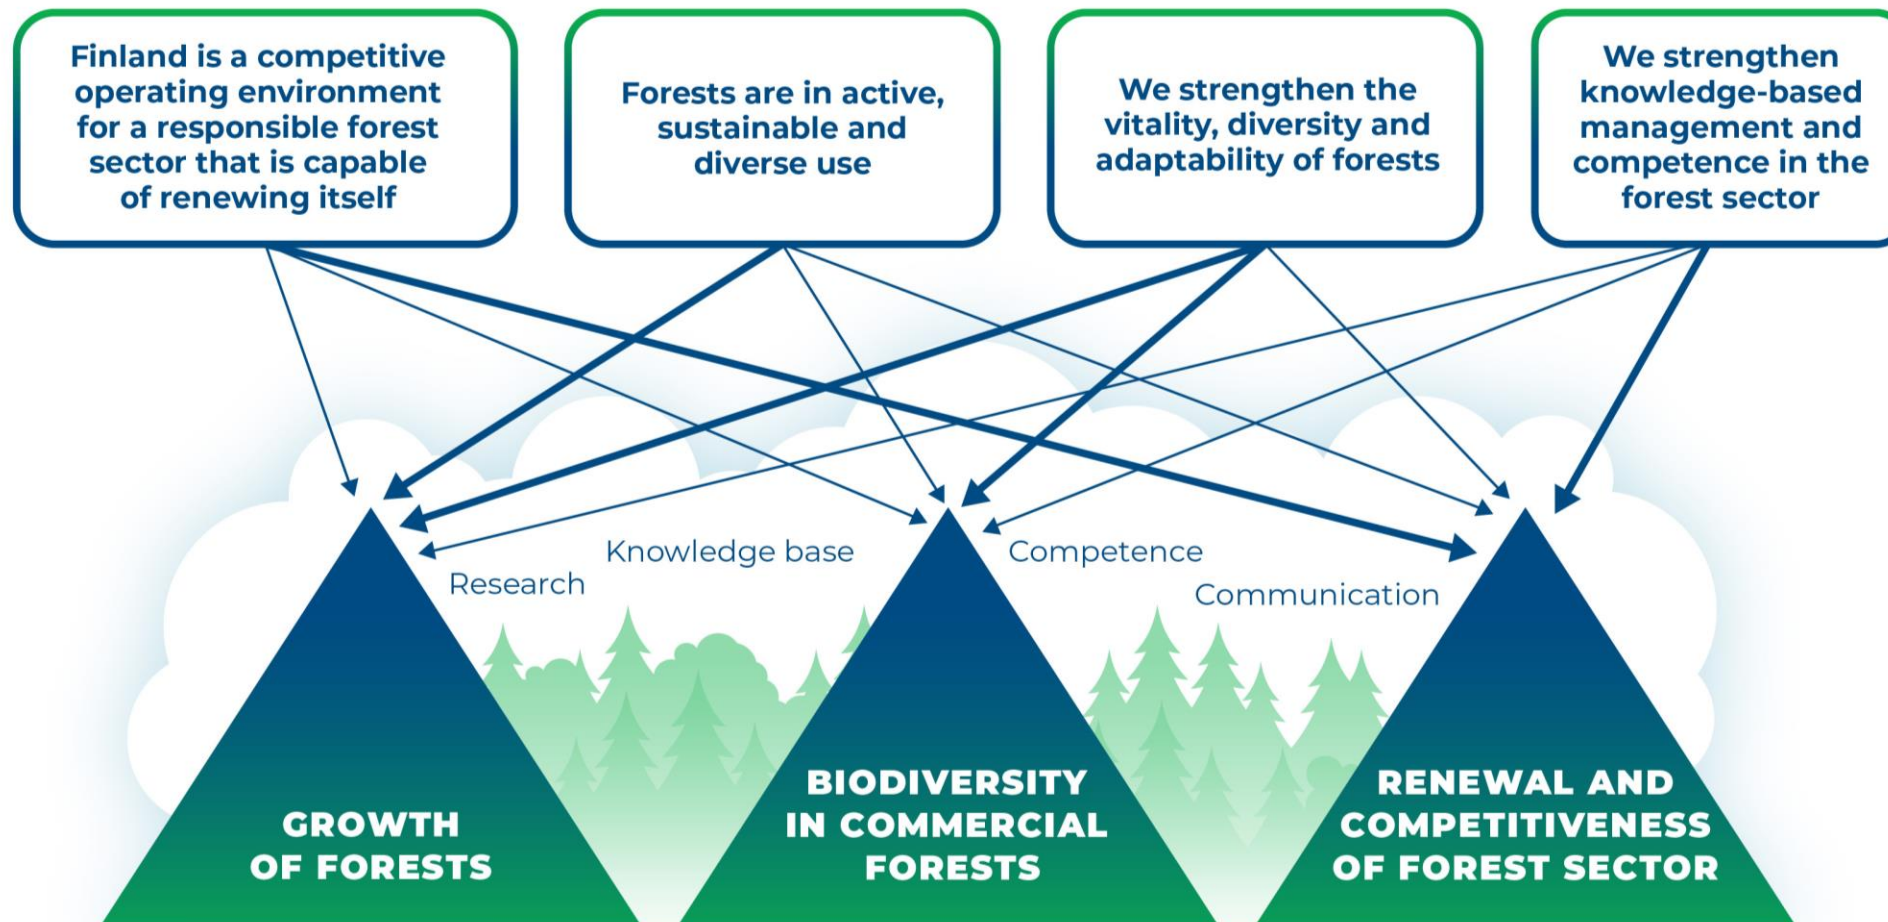 Finland is a competitive
operating environment
for a responsible forest
sector that is capable
of renewing itself
Forests are in active,
sustainable and
diverse use
We strengthen the
vitality, diversity and
adaptability of forests
We strengthen
knowledge-based
management and
competence in the
forest sector
Research
Knowledge base
Competence
Communication
GROWTH
OF FORESTS
BIODIVERSITY
IN COMMERCIAL
FORESTS
RENEWAL AND
COMPETITIVENESS
OF FOREST SECTOR